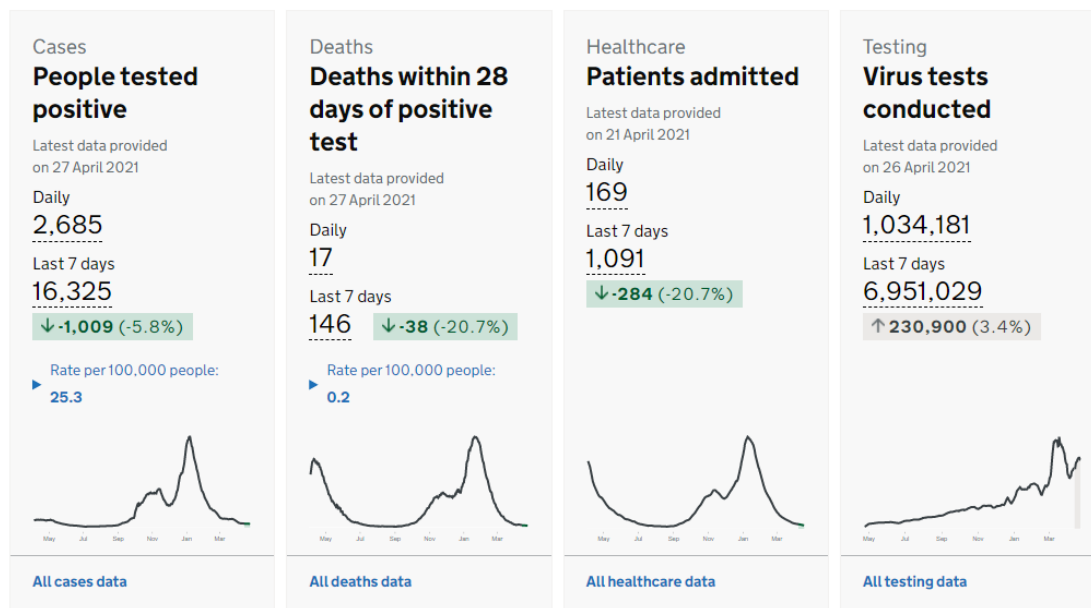 Cases
People tested
positive
Latest data provided
on 27 April 2021
Daily
2,685
Last 7 days
16,325
-1,009 (-5.8%)
Rate per 100,000 people:
25.3
May Jul Sep Nov Jan Mar
All cases data
Deaths
Deaths within 28
days of positive
test
Latest data provided
on 27 April 2021
Daily
17
Last 7 days
146 -38 (-20.7%)
Rate per 100,000 people:
0.2
May Jul Sep Nov Jan Mar
All deaths data
Healthcare
Patients admitted
Latest data provided
on 21 April 2021
Daily
169
Last 7 days
1,091
-284 (-20.7%)
May Jul Sep Nov Jan Mar
All healthcare data
Testing
Virus tests
conducted
Latest data provided
on 26 April 2021
Daily
1,034,181
Last 7 days
6,951,029
230,900 (3.4%)
May Jul Sep Nov Jan Mar
All testing data